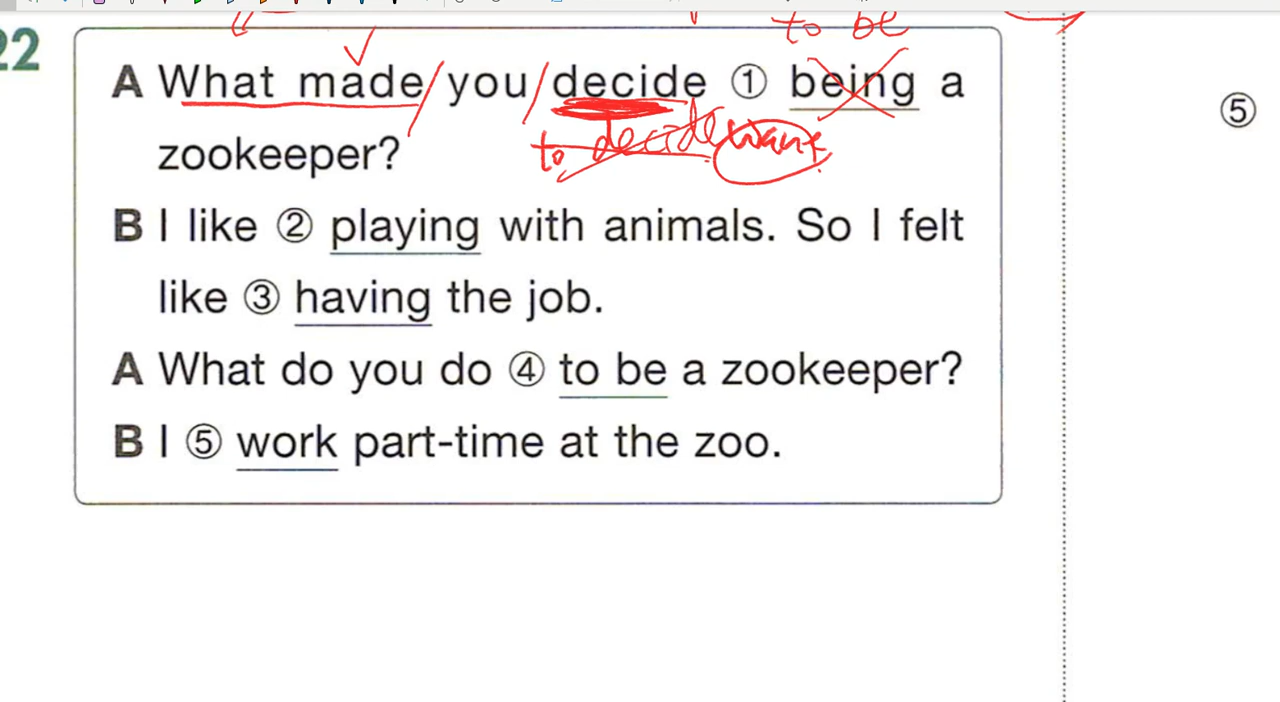 to be
22
A What made / you / decide ① being a
zookeeper? to decide want
B I like ② playing with animals. So I felt
like ③ having the job.
A What do you do ④ to be a zookeeper?
B I ⑤ work part-time at the zoo.
⑤